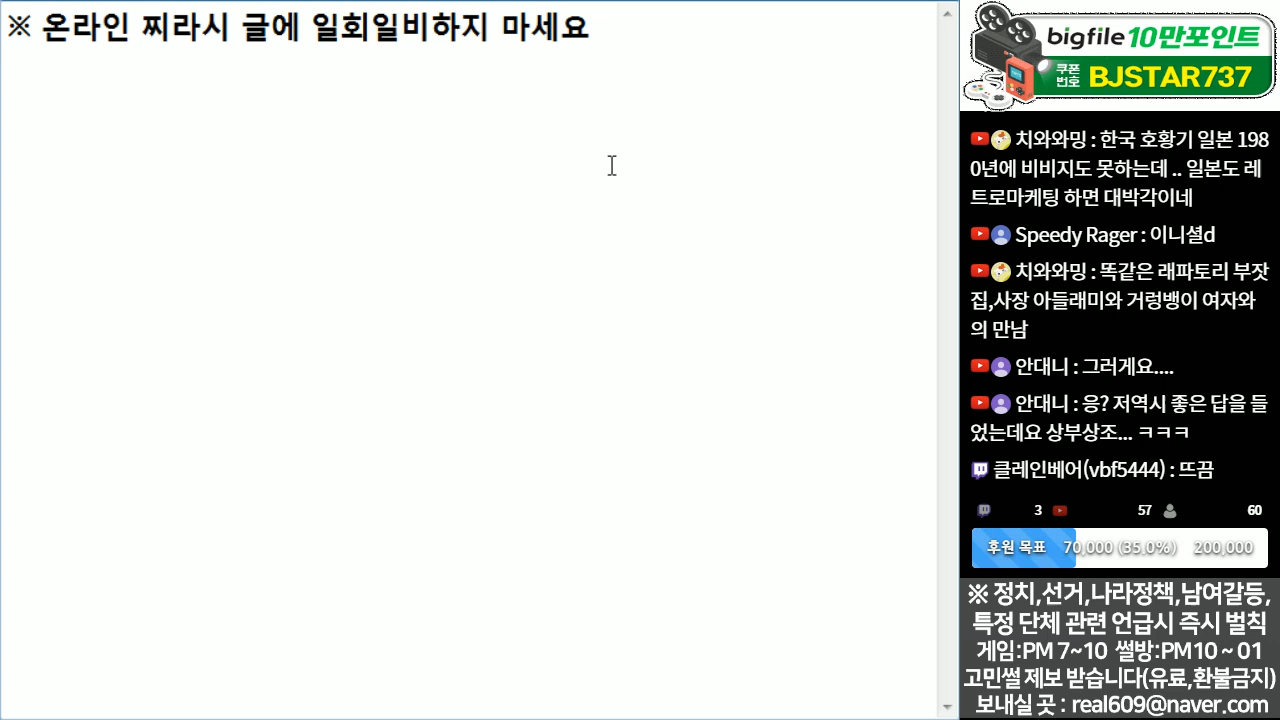 ※ 온라인 찌라시 글에 일회일비하지 마세요
bigfile10만포인트
쿠폰
번호 BJSTAR737
치와와밍 : 한국 호황기 일본 198
0년에 비비지도 못하는데 .. 일본도 레
트로마케팅 하면 대박각이네
Speedy Rager : 이니셜d
치와와밍 : 똑같은 래파토리 부잣
집,사장 아들래미와 거렁뱅이 여자와
의 만남
안대니 : 그러게요....
안대니 : 응? 저역시 좋은 답을 들
었는데요 상부상조... ㅋㅋㅋ
클레인베어(vbf5444) : 뜨끔
3 57 60
후원 목표 70,000 (35.0%) 200,000
※ 정치,선거,나라정책,남여갈등,
특정 단체 관련 언급시 즉시 벌칙
게임:PM 7~10 썰방:PM10 ~ 01
고민썰 제보 받습니다(유료,환불금지)
보내실 곳 : real609@naver.com